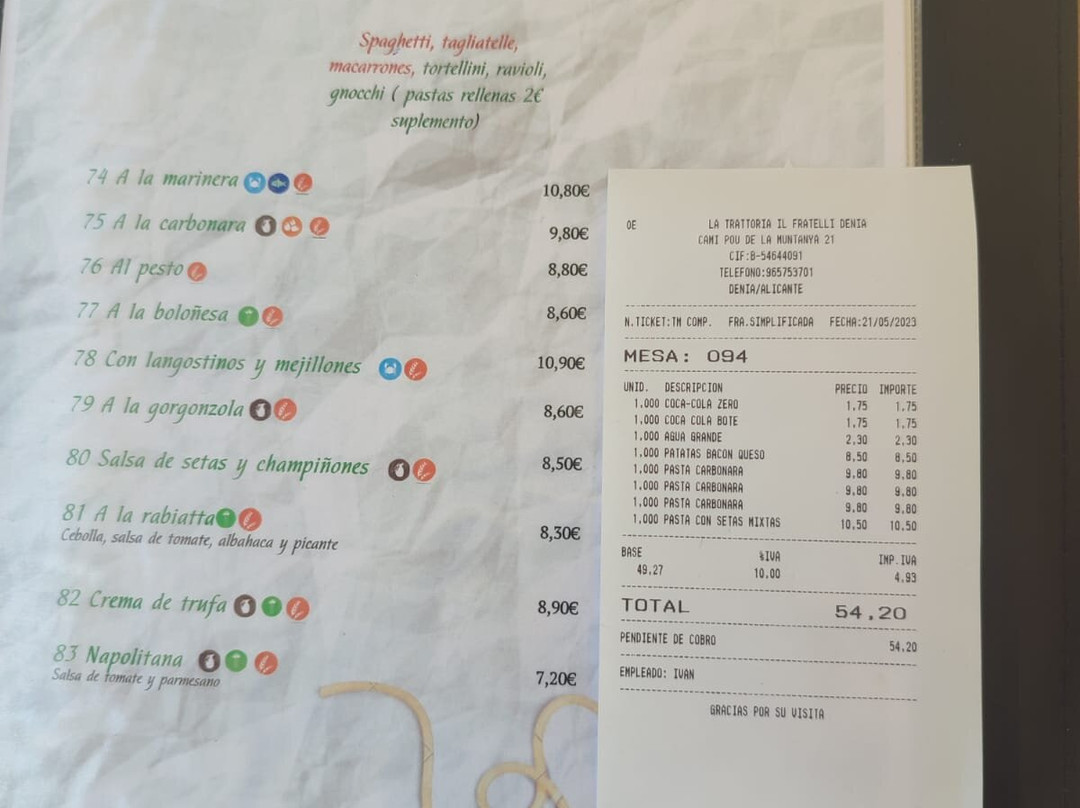 Spaghetti, tagliatelle,
macarrones, tortellini, ravioli,
gnocchi ( pastas rellenas 2€
suplemento)
74 A la marinera 10,80€
75 A la carbonara 9,80€
76 Al pesto 8,80€
77 A la boloñesa 8,60€
78 Con langostinos y mejillones 10,90€
79 A la gorgonzola 8,60€
80 Salsa de setas y champiñones 8,50€
81 A la rabiatta 8,30€
Cebolla, salsa de tomate, albahaca y picante
82 Crema de trufa 8,90€
83 Napolitana 7,20€
Salsa de tomate y parmesano
OE LA TRATTORIA IL FRATELLI DENIA
CAMI POU DE LA MUNTANYA 21
CIF:B-54644091
TELEFONO:965753701
DENIA/ALICANTE
N.TICKET:TM COMP. FRA.SIMPLIFICADA FECHA:21/05/2023
MESA: 094
UNID. DESCRIPCION PRECIO IMPORTE
1,000 COCA-COLA ZERO 1,75 1,75
1,000 COCA COLA BOTE 1,75 1,75
1,000 AGUA GRANDE 2,30 2,30
1,000 PATATAS BACON QUESO 8,50 8,50
1,000 PASTA CARBONARA 9,80 9,80
1,000 PASTA CARBONARA 9,80 9,80
1,000 PASTA CARBONARA 9,80 9,80
1,000 PASTA CON SETAS MIXTAS 10,50 10,50
BASE %IVA IMP.IVA
49,27 10,00 4,93
TOTAL 54,20
PENDIENTE DE COBRO 54,20
EMPLEADO: IVAN
GRACIAS POR SU VISITA